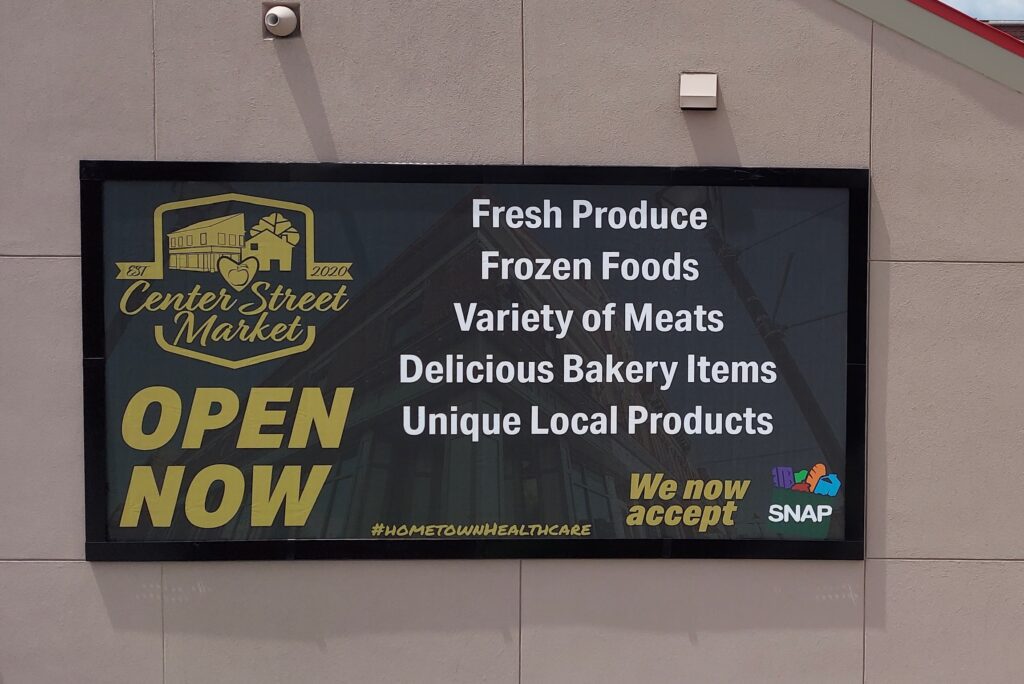 EST 2020
Center Street
Market
OPEN
NOW
Fresh Produce
Frozen Foods
Variety of Meats
Delicious Bakery Items
Unique Local Products
#HOMETOWNHEALTHCARE
We now
accept
SNAP